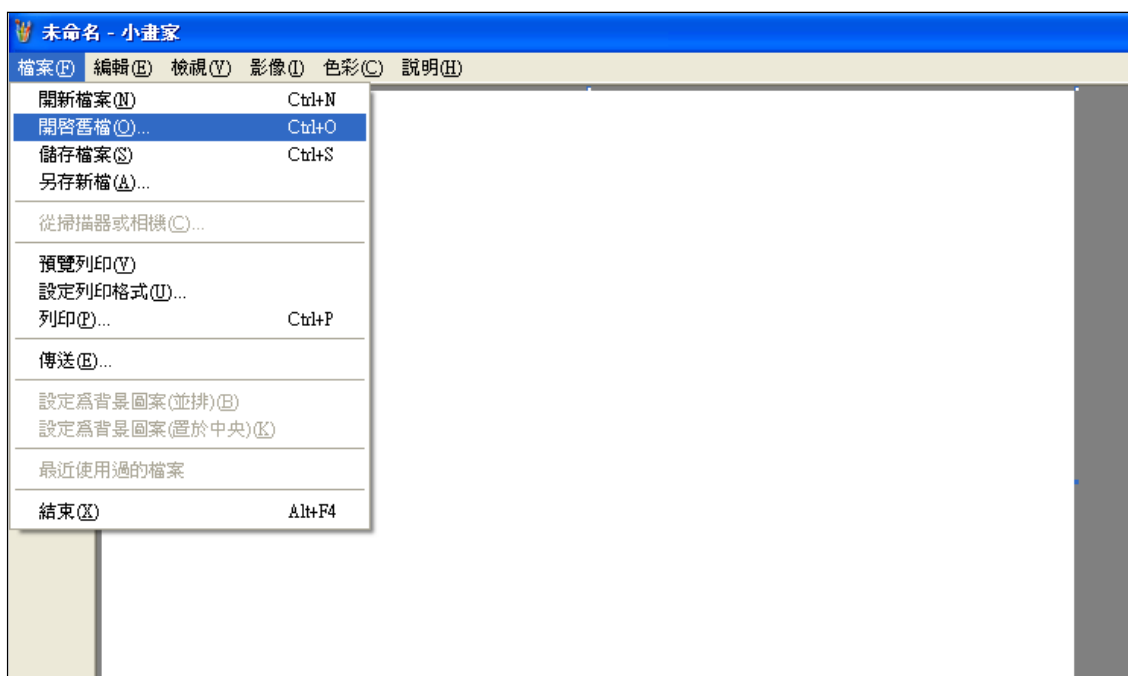 未命名 - 小畫家
檔案(F) 編輯(E) 檢視(V) 影像(I) 色彩(C) 說明(H)
開新檔案(N) Ctrl+N
開啓舊檔(O)... Ctrl+O
儲存檔案(S) Ctrl+S
另存新檔(A)...
從掃描器或相機(C)...
預覽列印(V)
設定列印格式(U)...
列印(P)... Ctrl+P
傳送(E)...
設定爲背景圖案(並排)(B)
設定爲背景圖案(置於中央)(K)
最近使用過的檔案
結束(X) Alt+F4